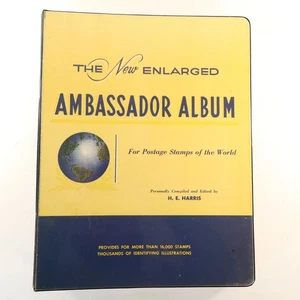 THE New ENLARGED
AMBASSADOR ALBUM
For Postage Stamps of the World
Personally Compiled and Edited by
H. E. HARRIS
PROVIDES FOR MORE THAN 16,000 STAMPS
THOUSANDS OF IDENTIFYING ILLUSTRATIONS